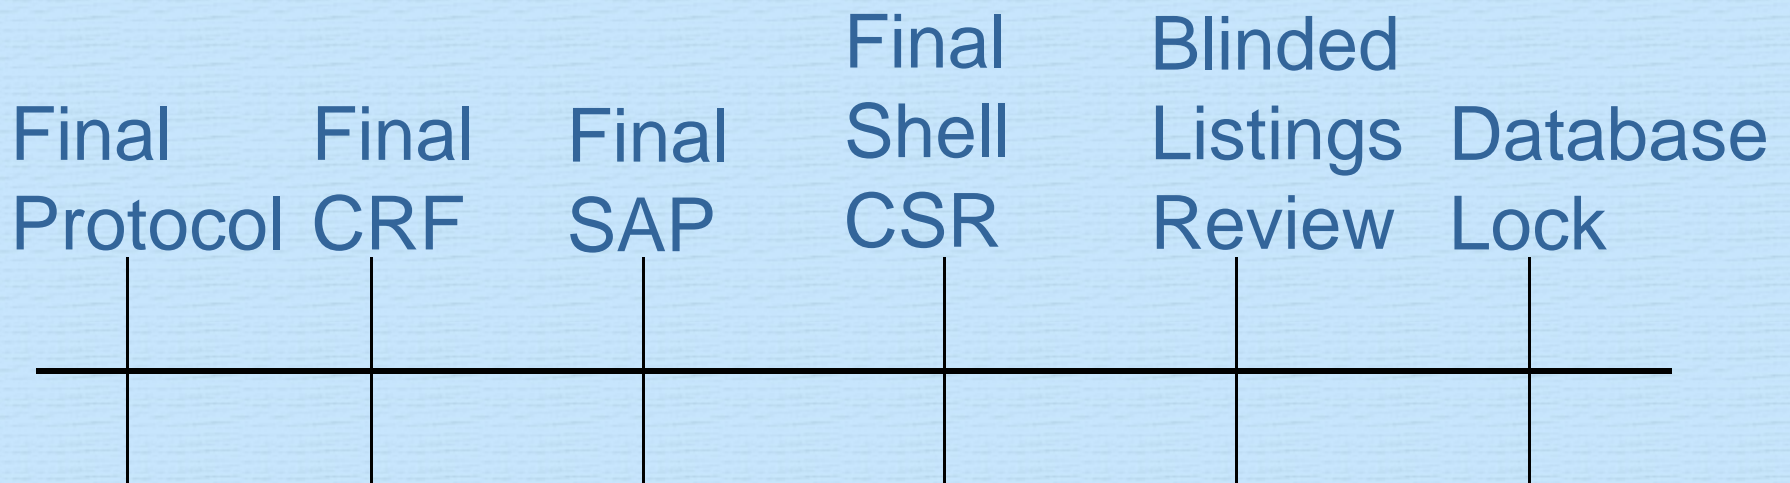 Final
Protocol
Final
CRF
Final
SAP
Final
Shell
CSR
Blinded
Listings
Review
Database
Lock